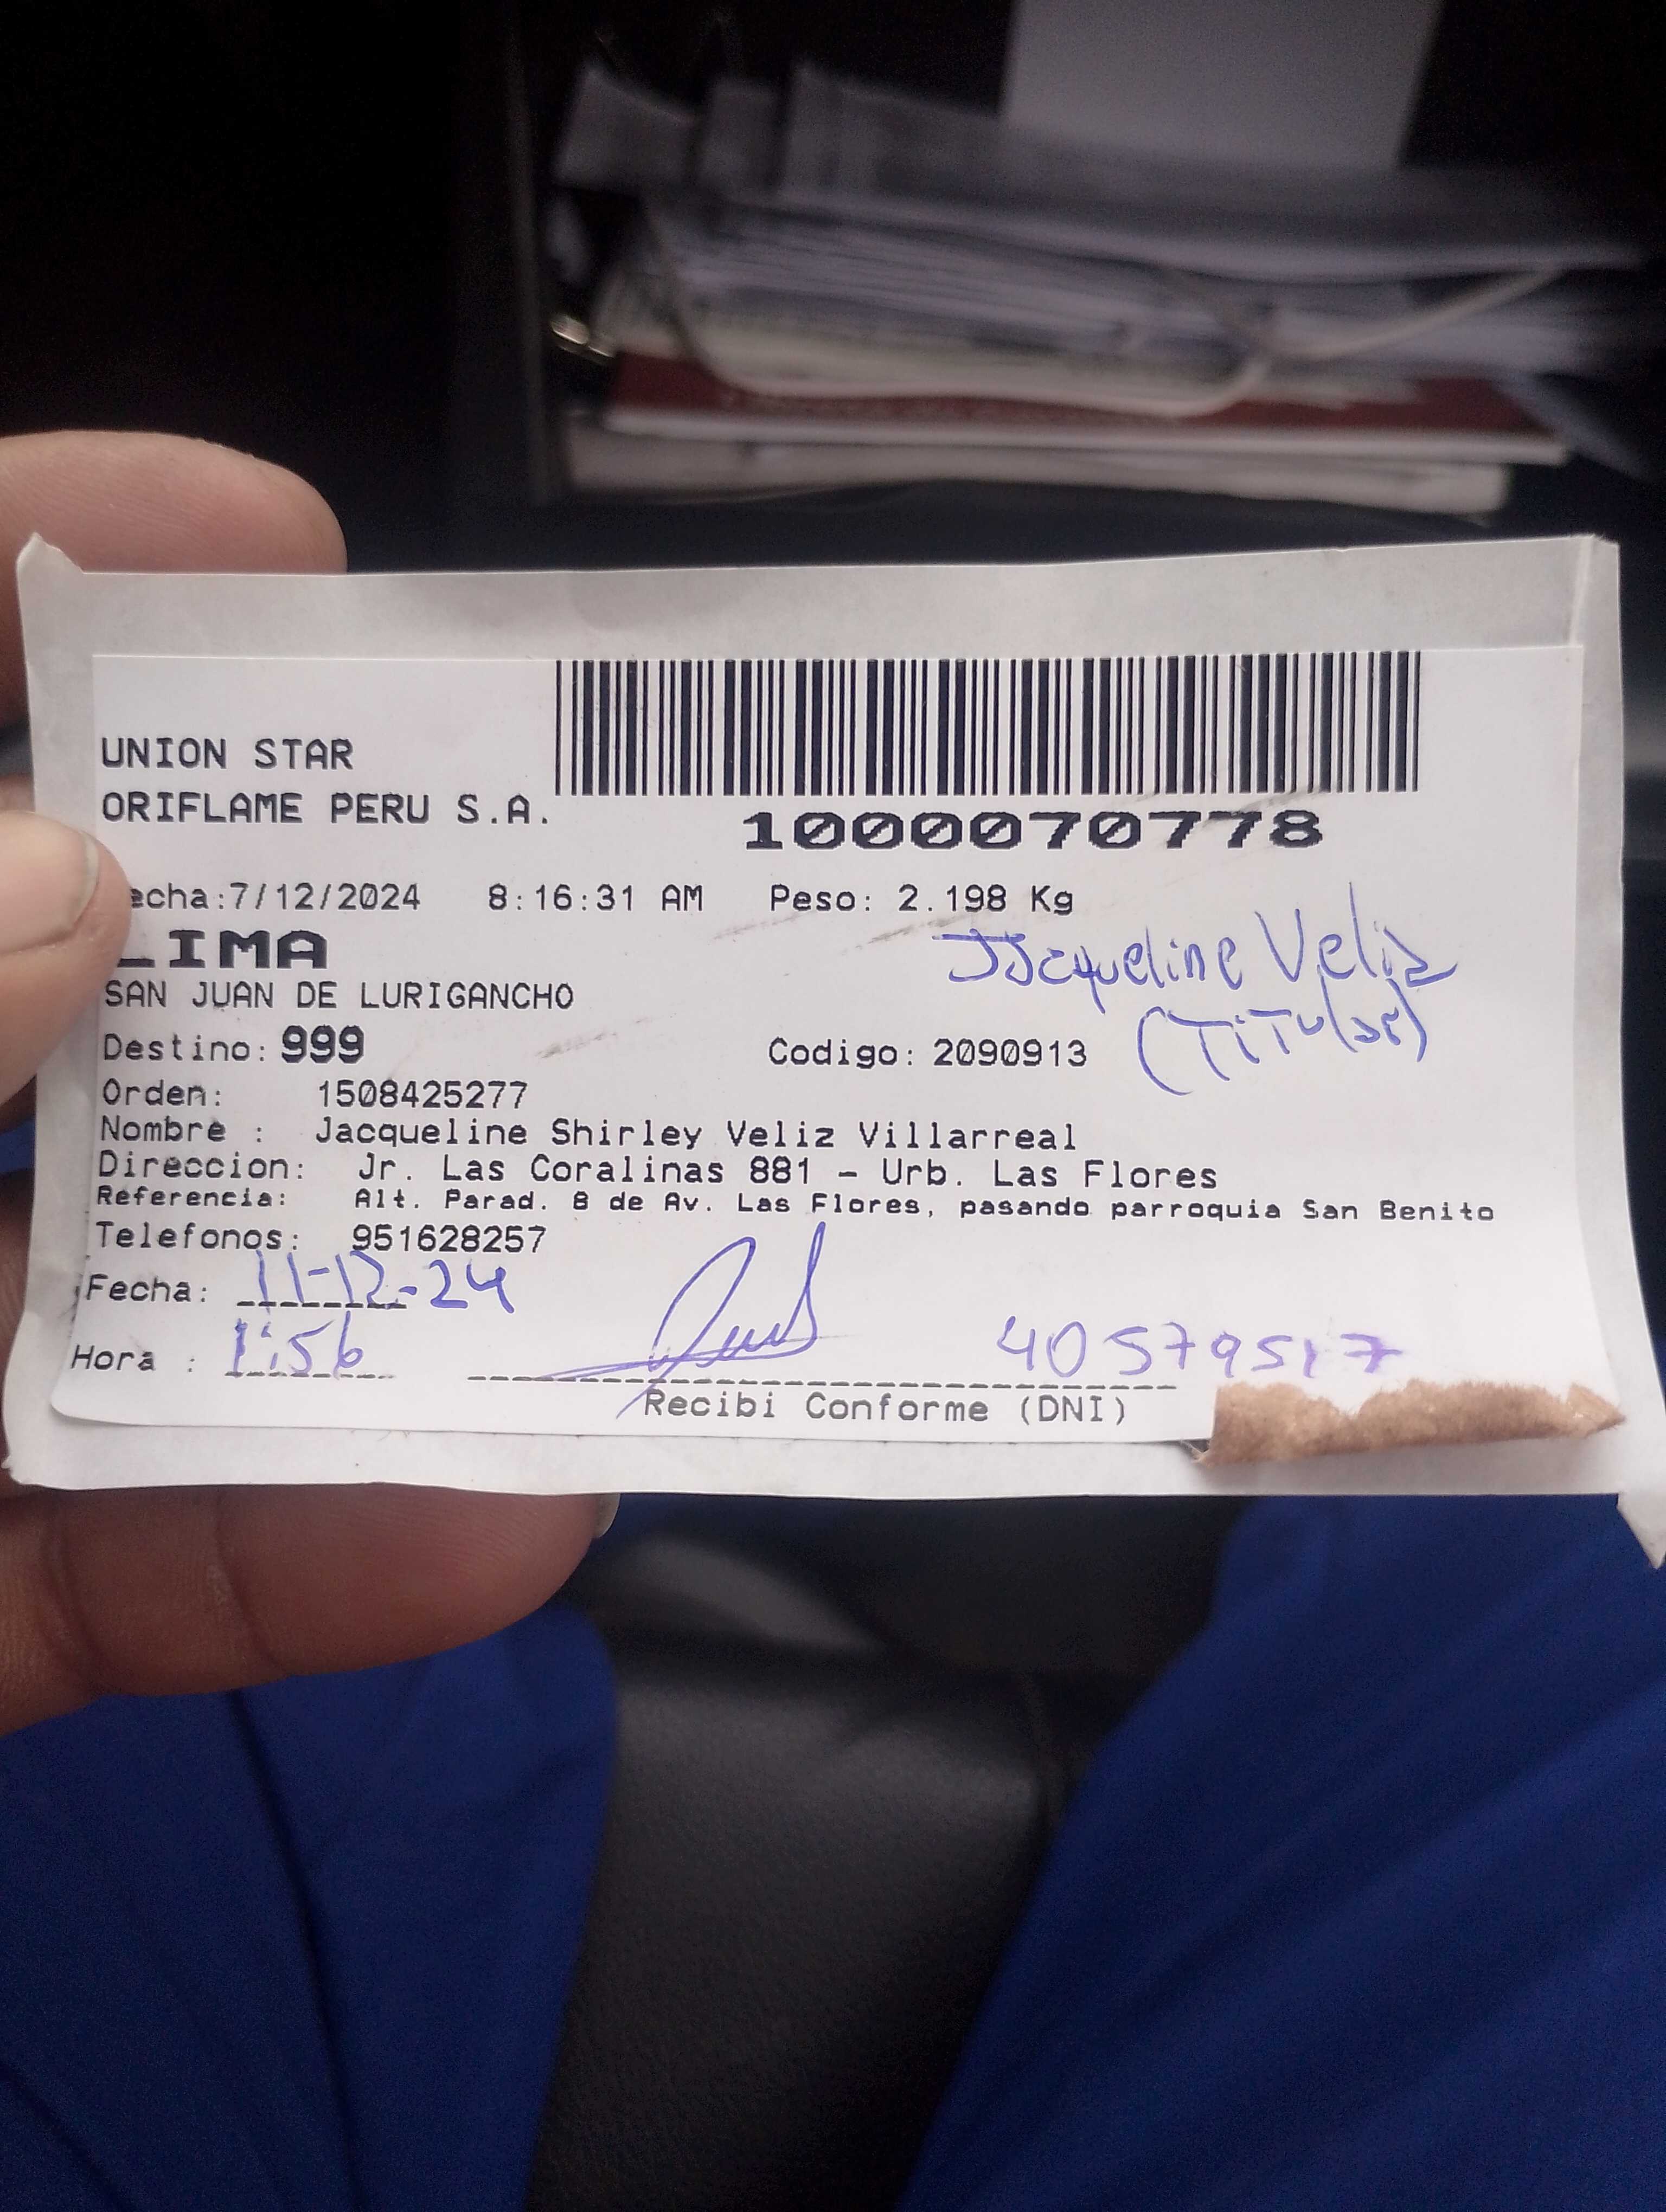 UNION STAR
ORIFLAME PERU S.A.
1000070778
echa:7/12/2024 8:16:31 AM Peso: 2.198 Kg
LIMA
Jacqueline Veliz
SAN JUAN DE LURIGANCHO
(Titular)
Destino: 999 Codigo: 2090913
Orden: 1508425277
Nombre : Jacqueline Shirley Veliz Villarreal
Direccion: Jr. Las Coralinas 881 - Urb. Las Flores
Referencia: Alt. Parad. 8 de Av. Las Flores, pasando parroquia San Benito
Telefonos: 951628257
Fecha: 11-12-24
Hora : 1:56 40579517
Recibi Conforme (DNI)